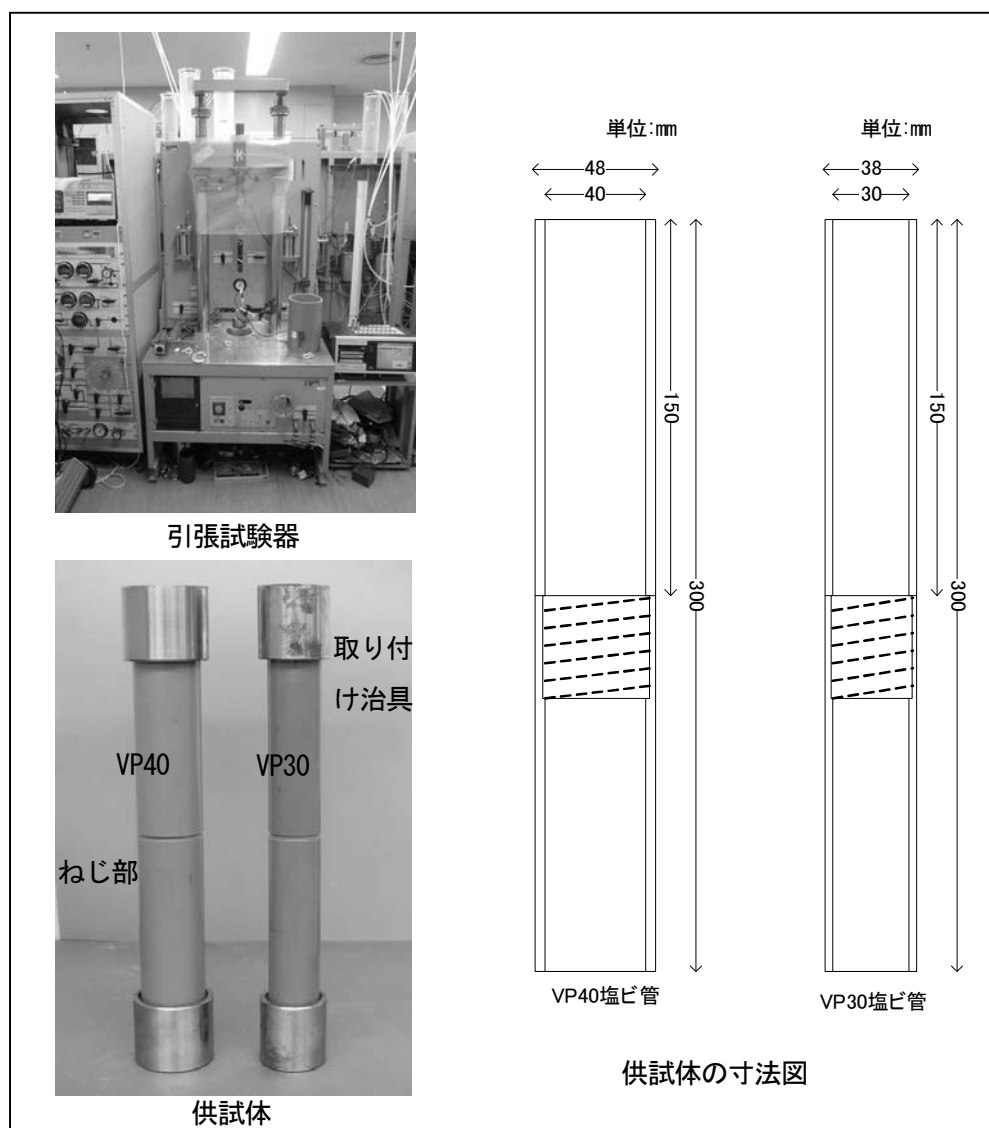 単位:㎜
48
40
150
300
VP40塩ビ管
単位:㎜
38
30
150
300
VP30塩ビ管
供試体の寸法図
引張試験器
取り付
け治具
VP40
VP30
ねじ部
供試体